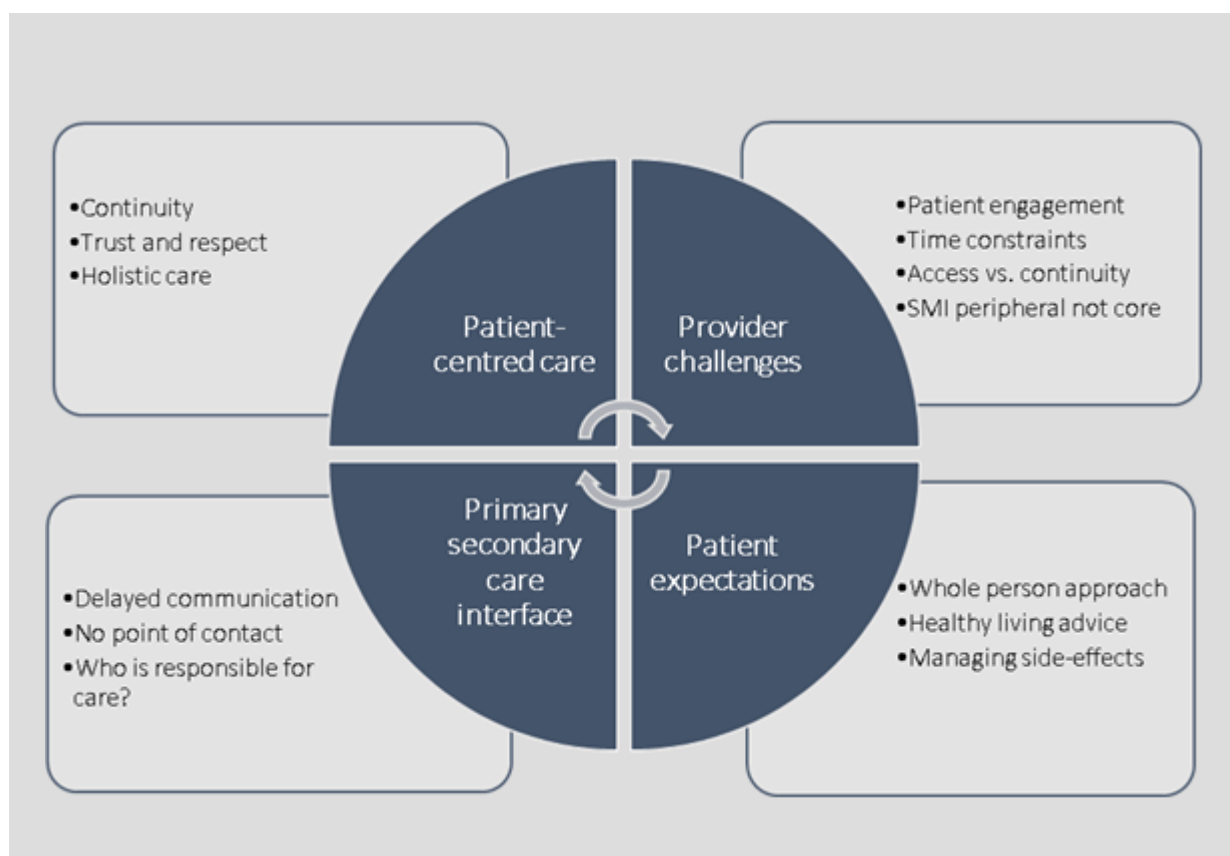 •Continuity
•Trust and respect
•Holistic care
Patient-
centred care
Provider
challenges
•Patient engagement
•Time constraints
•Access vs. continuity
•SMI peripheral not core
•Delayed communication
•No point of contact
•Who is responsible for
care?
Primary
secondary
care
interface
Patient
expectations
•Whole person approach
•Healthy living advice
•Managing side-effects